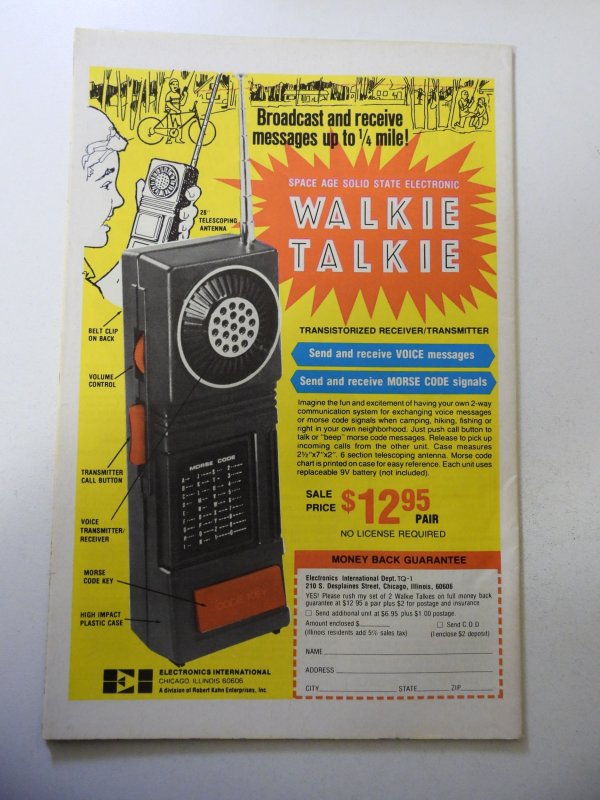 Broadcast and receive
messages up to 1/4 mile!
SPACE AGE SOLID STATE ELECTRONIC
WALKIE
TALKIE
28"
TELESCOPING
ANTENNA
BELT CLIP
ON BACK
VOLUME
CONTROL
TRANSMITTER
CALL BUTTON
VOICE
TRANSMITTER/
RECEIVER
MORSE
CODE KEY
HIGH IMPACT
PLASTIC CASE
MORSE CODE
CODE KEY
TRANSISTORIZED RECEIVER/TRANSMITTER
Send and receive VOICE messages
Send and receive MORSE CODE signals
Imagine the fun and excitement of having your own 2-way
communication system for exchanging voice messages
or morse code signals when camping, hiking, fishing or
right in your own neighborhood. Just push call button to
talk or "beep" morse code messages. Release to pick up
incoming calls from the other unit. Case measures
2½"x7"x2". 6 section telescoping antenna. Morse code
chart is printed on case for easy reference. Each unit uses
replaceable 9V battery (not included).
SALE
PRICE $12.95
PAIR
NO LICENSE REQUIRED
MONEY BACK GUARANTEE
Electronics International Dept. TQ-1
210 S. Desplaines Street, Chicago, Illinois, 60606
YES! Please rush my set of 2 Walkie Talkies on full money back
guarantee at $12.95 a pair plus $2 for postage and insurance
☐ Send additional unit at $6.95 plus $1.00 postage.
Amount enclosed $ ☐ Send C.O.D.
(Illinois residents add 5% sales tax) (I enclose $2 deposit)
NAME
ADDRESS
CITY STATE ZIP
EI
ELECTRONICS INTERNATIONAL
CHICAGO, ILLINOIS 60606
A division of Robert Kahn Enterprises, Inc.